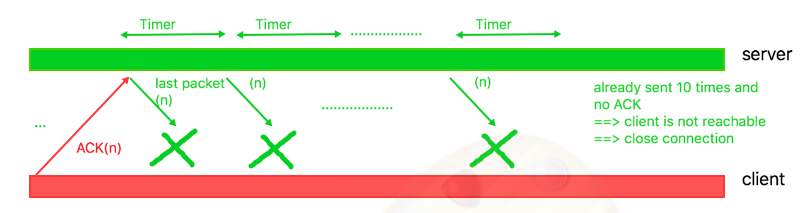 Timer
Timer
Timer
..................
server
last packet
(n)
(n)
(n)
..................
already sent 10 times and
no ACK
==> client is not reachable
==> close connection
...
ACK(n)
client